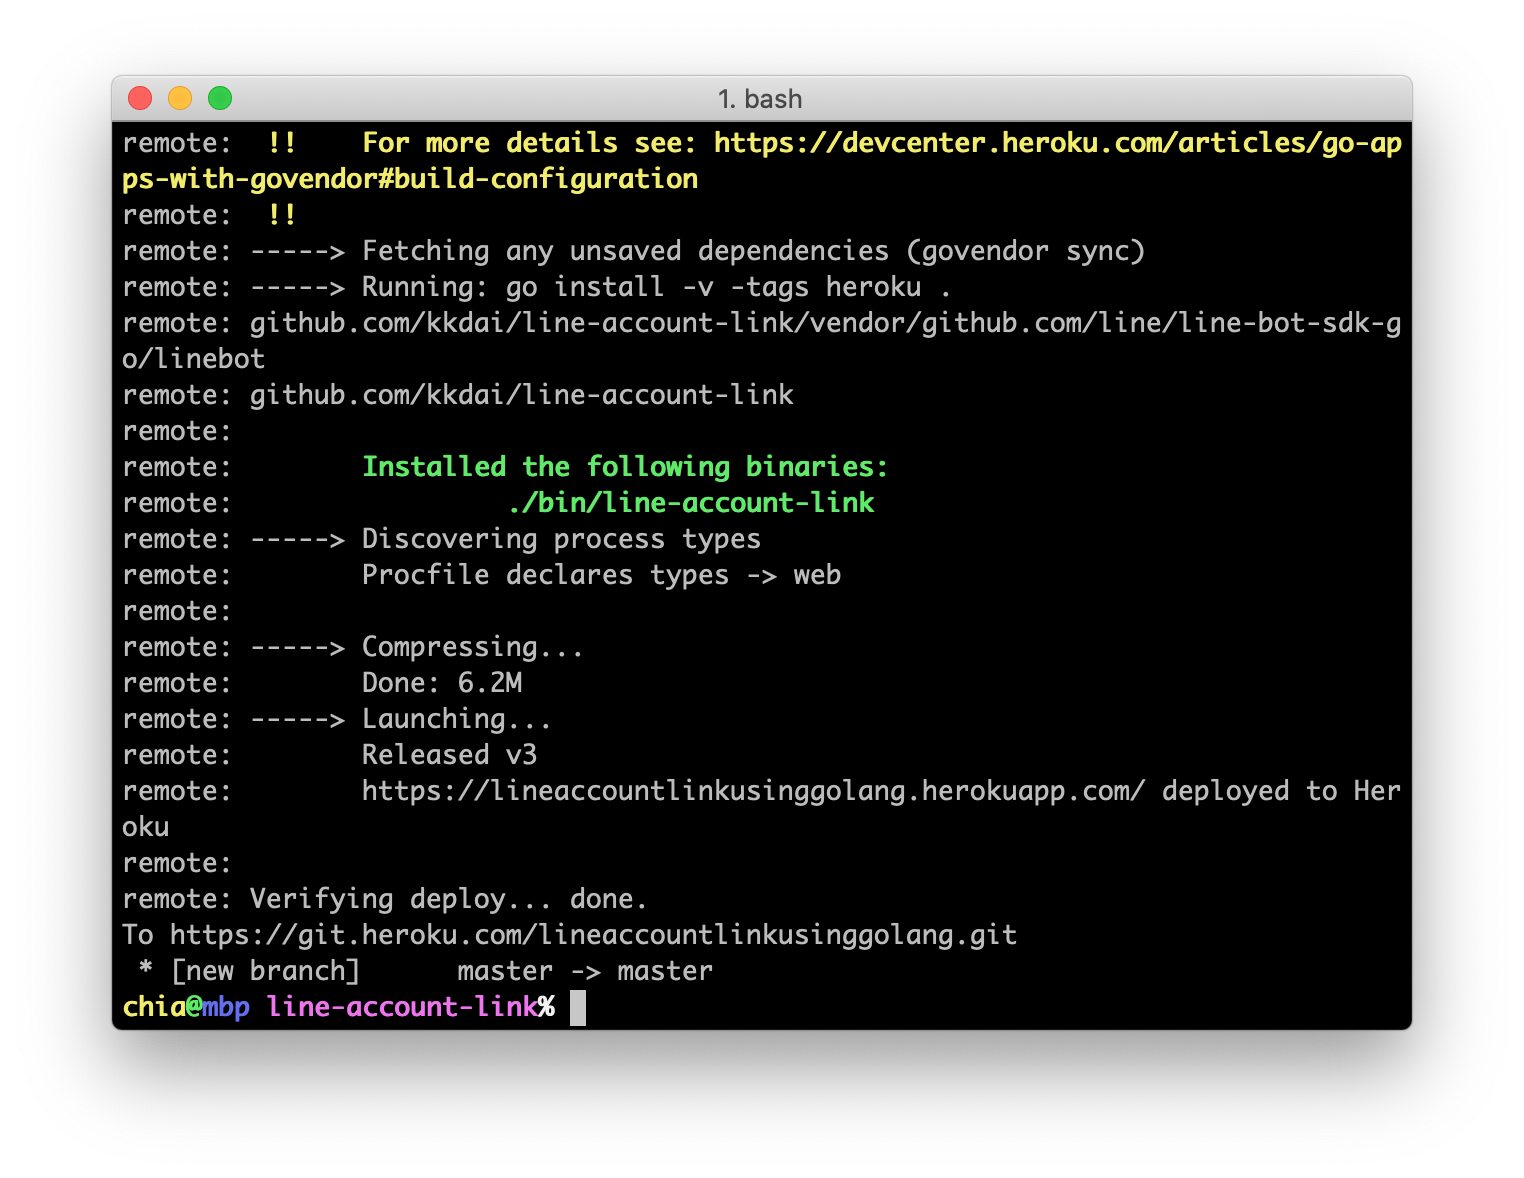 1. bash
remote:  !!    For more details see: https://devcenter.heroku.com/articles/go-ap
ps-with-govendor#build-configuration
remote:  !!
remote: -----> Fetching any unsaved dependencies (govendor sync)
remote: -----> Running: go install -v -tags heroku .
remote: github.com/kkdai/line-account-link/vendor/github.com/line/line-bot-sdk-g
o/linebot
remote: github.com/kkdai/line-account-link
remote:
remote:        Installed the following binaries:
remote:                 ./bin/line-account-link
remote: -----> Discovering process types
remote:        Procfile declares types -> web
remote:
remote: -----> Compressing...
remote:        Done: 6.2M
remote: -----> Launching...
remote:        Released v3
remote:        https://lineaccountlinkusinggolang.herokuapp.com/ deployed to Her
oku
remote:
remote: Verifying deploy... done.
To https://git.heroku.com/lineaccountlinkusinggolang.git
 * [new branch]      master -> master
chia@mbp line-account-link%